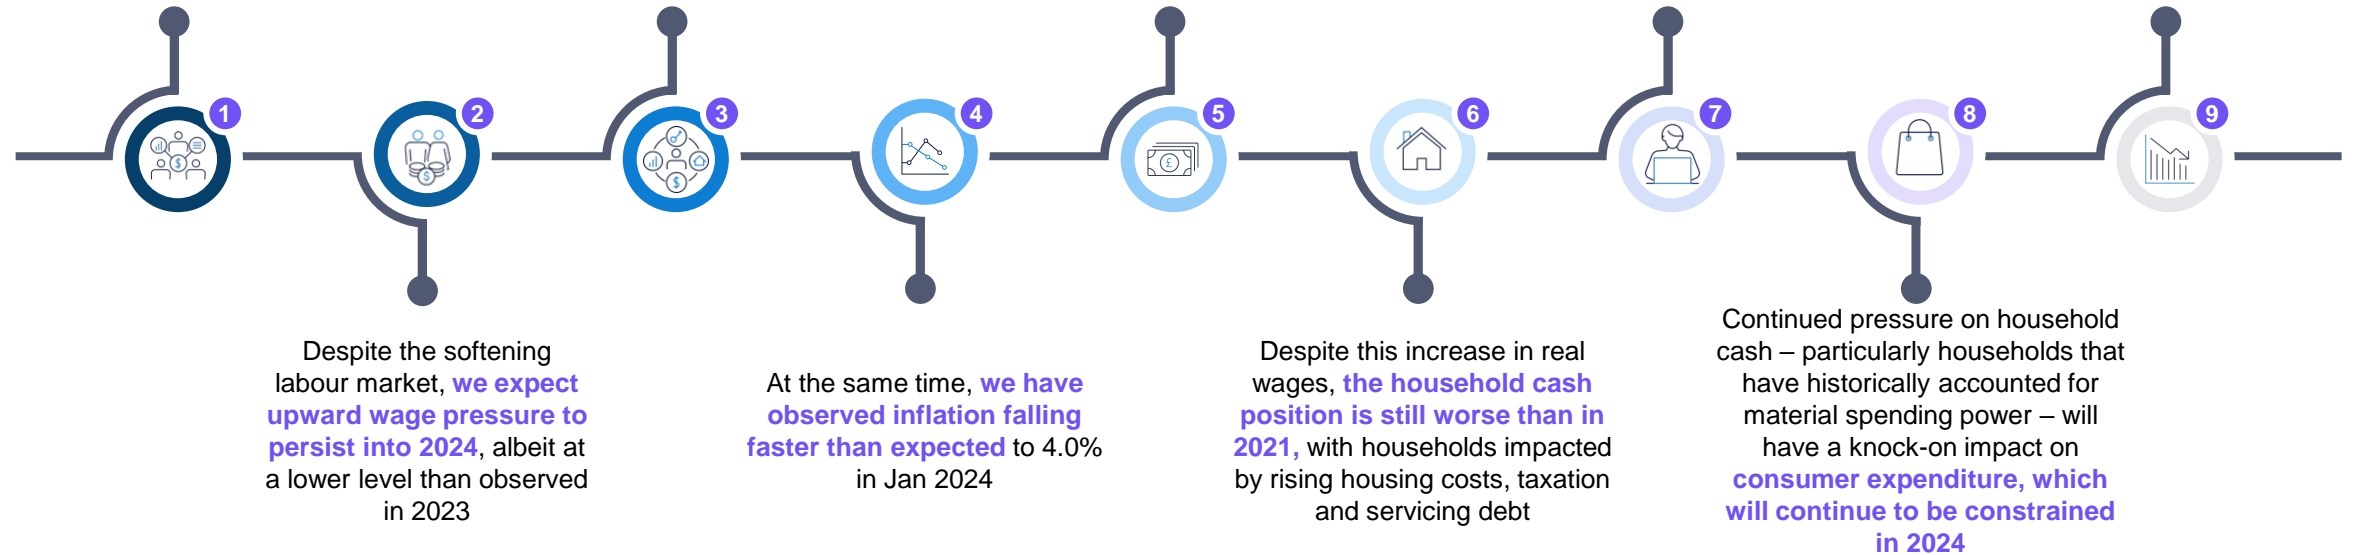 1
2
3
4
5
6
7
8
9
Despite the softening
labour market, we expect
upward wage pressure to
persist into 2024, albeit at
a lower level than observed
in 2023
At the same time, we have
observed inflation falling
faster than expected to 4.0%
in Jan 2024
Despite this increase in real
wages, the household cash
position is still worse than in
2021, with households impacted
by rising housing costs, taxation
and servicing debt
Continued pressure on household
cash – particularly households that
have historically accounted for
material spending power – will
have a knock-on impact on
consumer expenditure, which
will continue to be constrained
in 2024